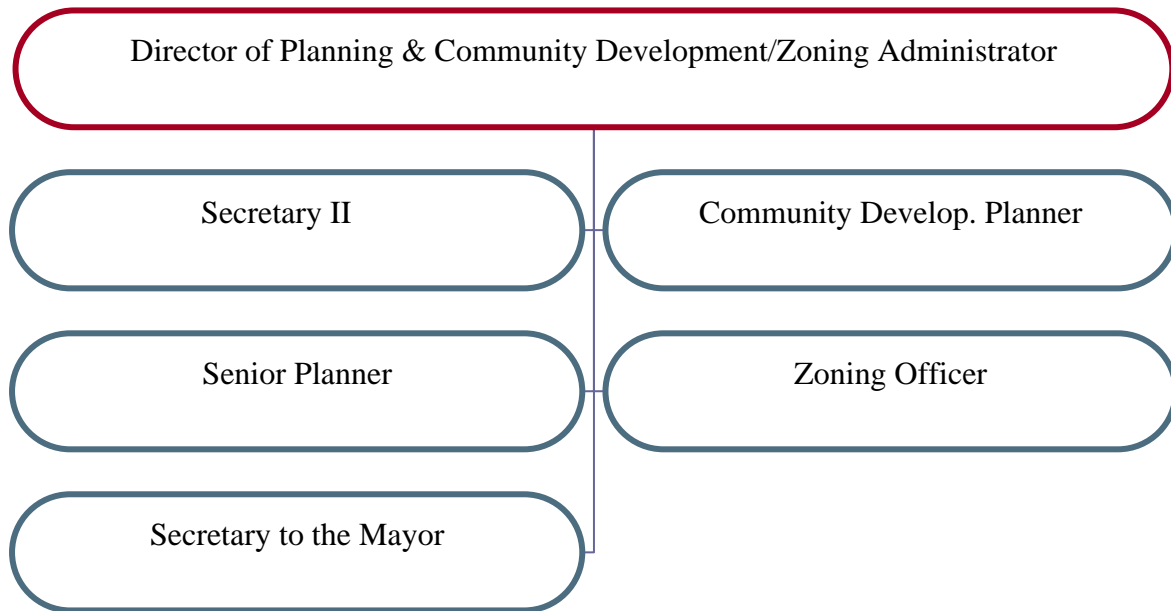 Director of Planning & Community Development/Zoning Administrator
Secretary II
Community Develop. Planner
Senior Planner
Zoning Officer
Secretary to the Mayor